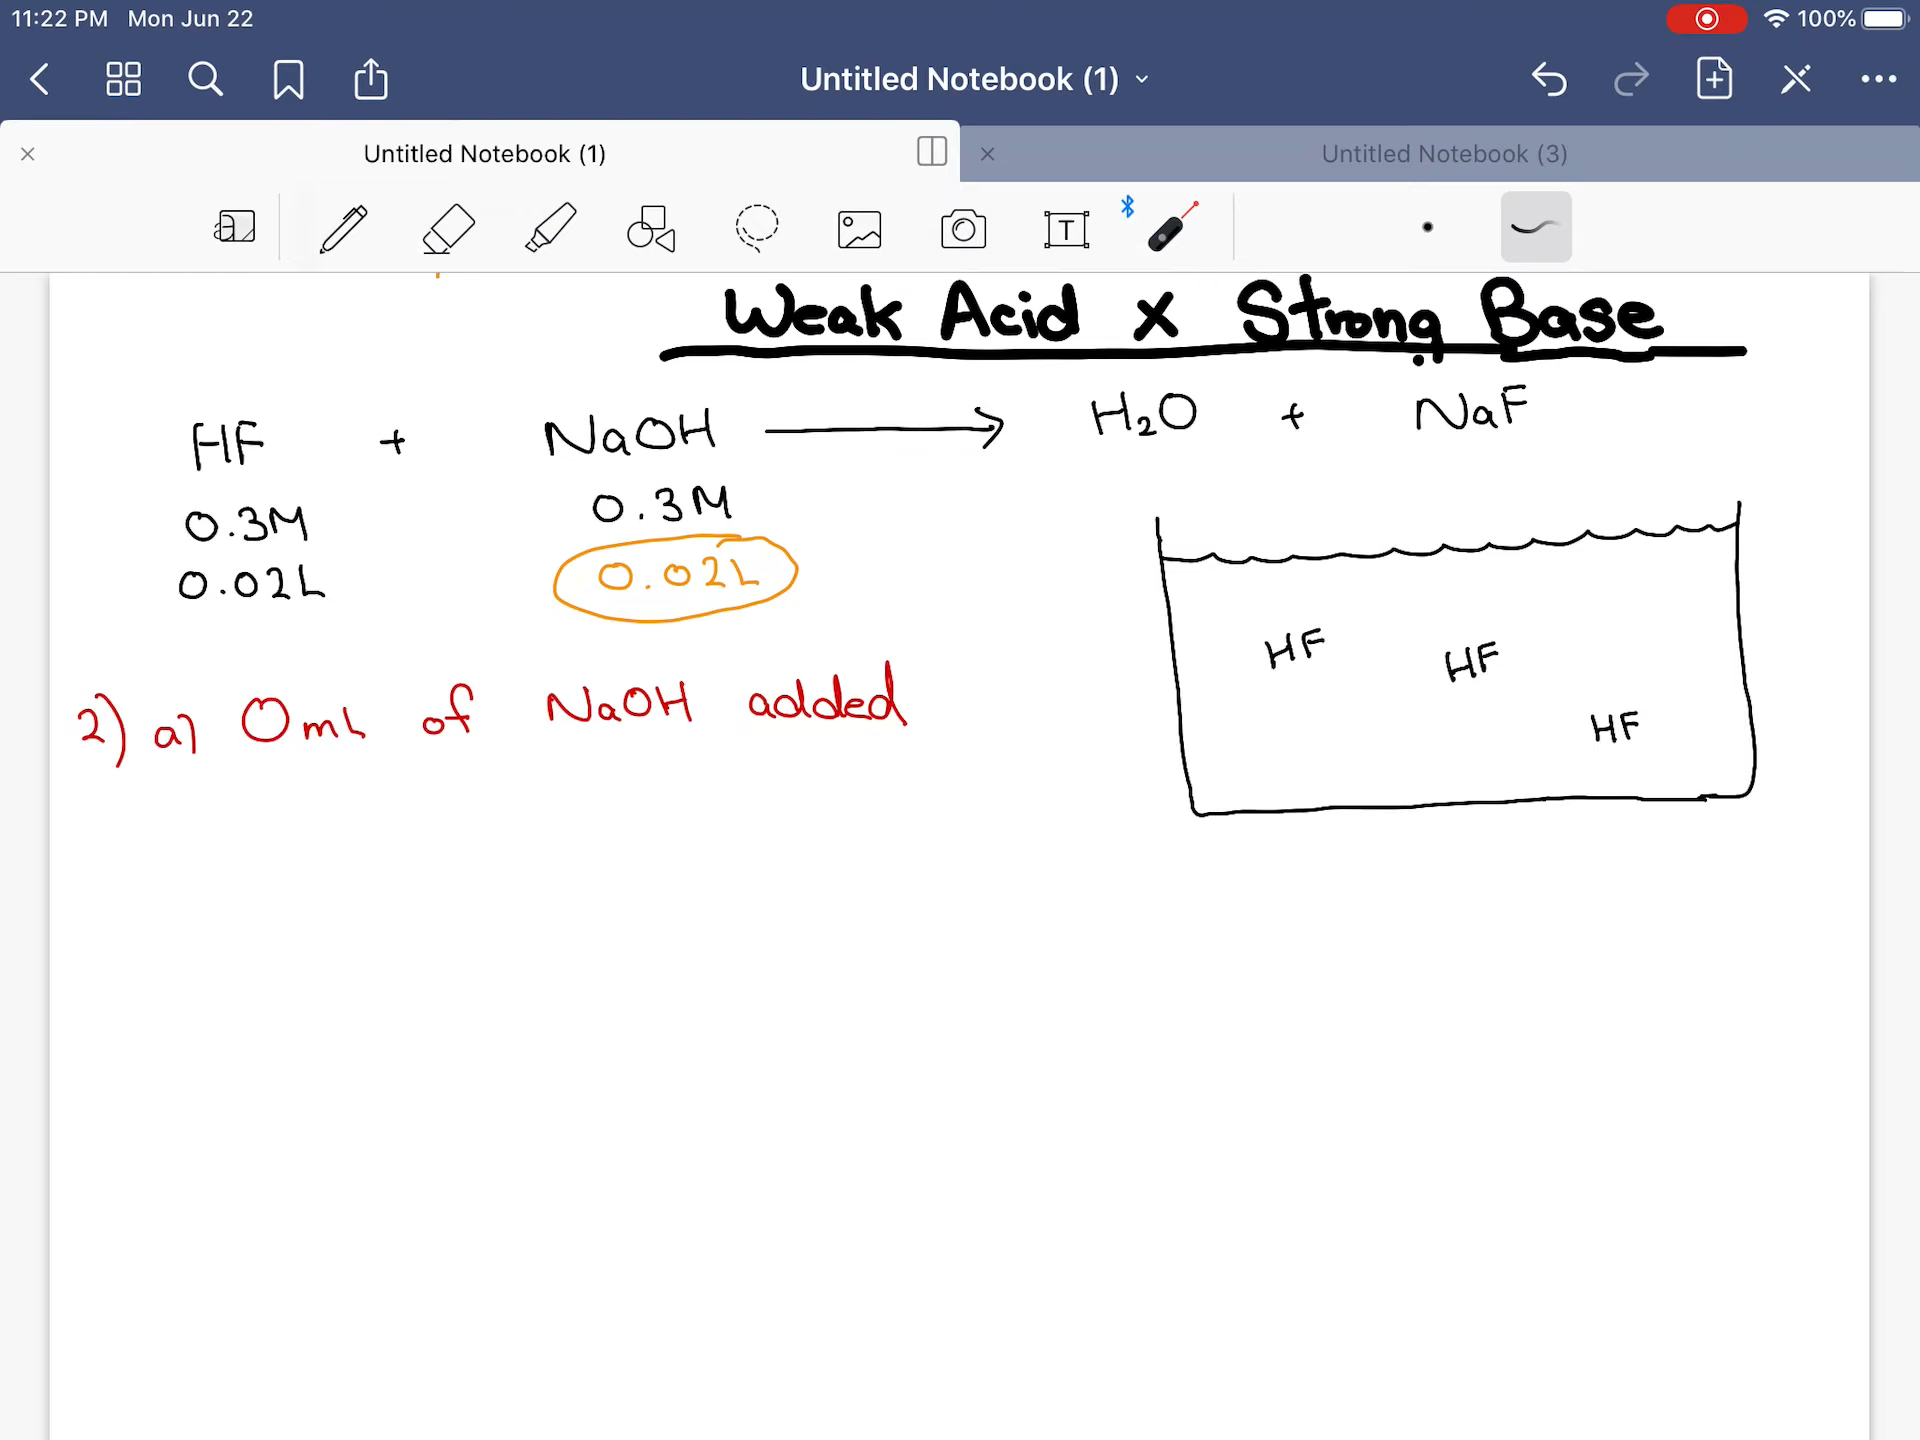 11:22 PM Mon Jun 22 100%
Untitled Notebook (1)
Untitled Notebook (1) Untitled Notebook (3)
a T
Weak Acid x Strong Base
HF + NaOH → H₂O + NaF
0.3M 0.3M
0.02L 0.02L
HF HF
HF
2) a) 0mL of NaOH added